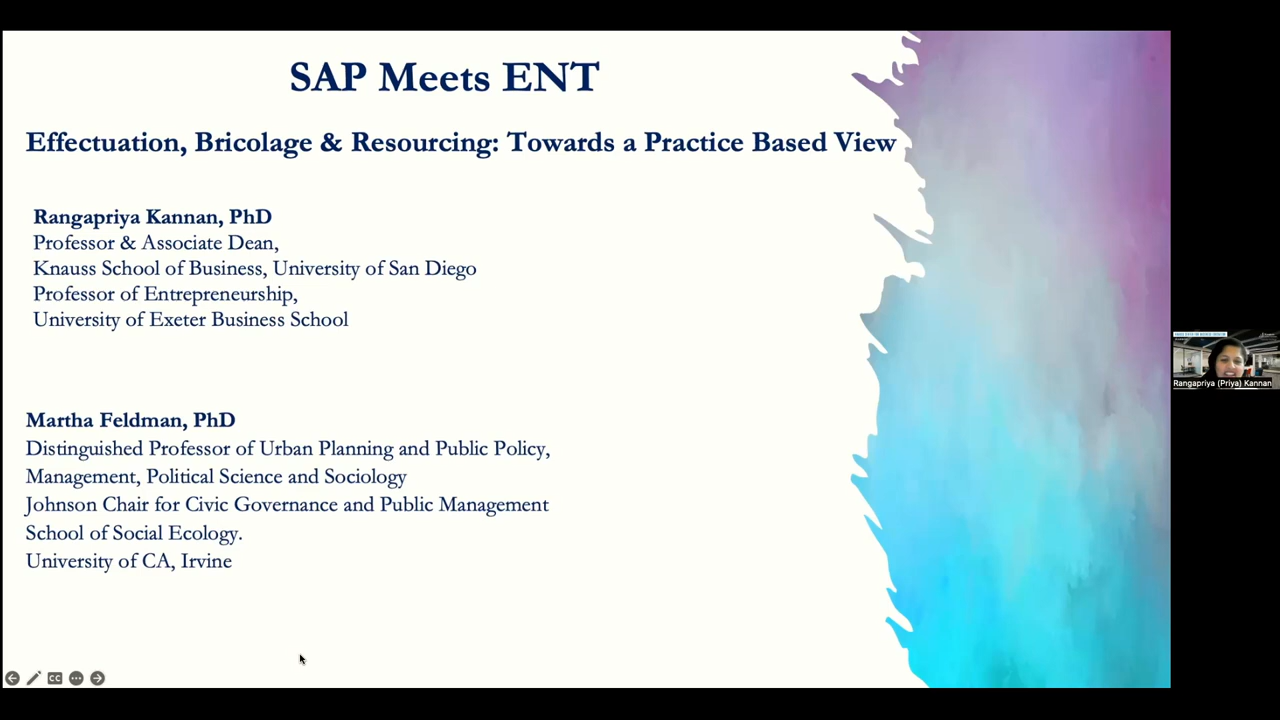 SAP Meets ENT
Effectuation, Bricolage & Resourcing: Towards a Practice Based View
Rangapriya Kannan, PhD
Professor & Associate Dean,
Knauss School of Business, University of San Diego
Professor of Entrepreneurship,
University of Exeter Business School
Martha Feldman, PhD
Distinguished Professor of Urban Planning and Public Policy,
Management, Political Science and Sociology
Johnson Chair for Civic Governance and Public Management
School of Social Ecology.
University of CA, Irvine
CC
Rangapriya (Priya) Kannan